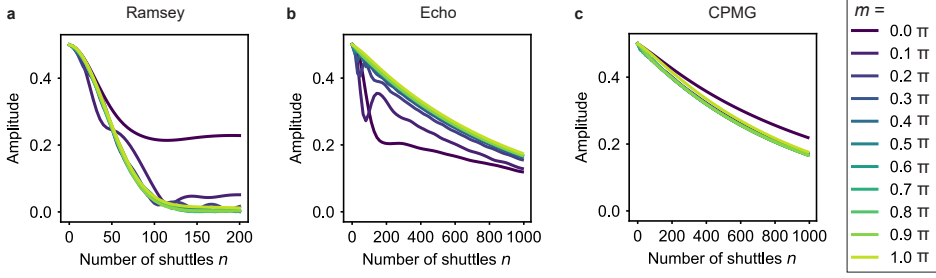 a Ramsey
Amplitude
0.4
0.2
0.0
0 50 100 150 200
Number of shuttles n
b Echo
Amplitude
0.4
0.2
0.0
0 200 400 600 800 1000
Number of shuttles n
c CPMG
Amplitude
0.4
0.2
0.0
0 200 400 600 800 1000
Number of shuttles n
m =
0.0 π
0.1 π
0.2 π
0.3 π
0.4 π
0.5 π
0.6 π
0.7 π
0.8 π
0.9 π
1.0 π